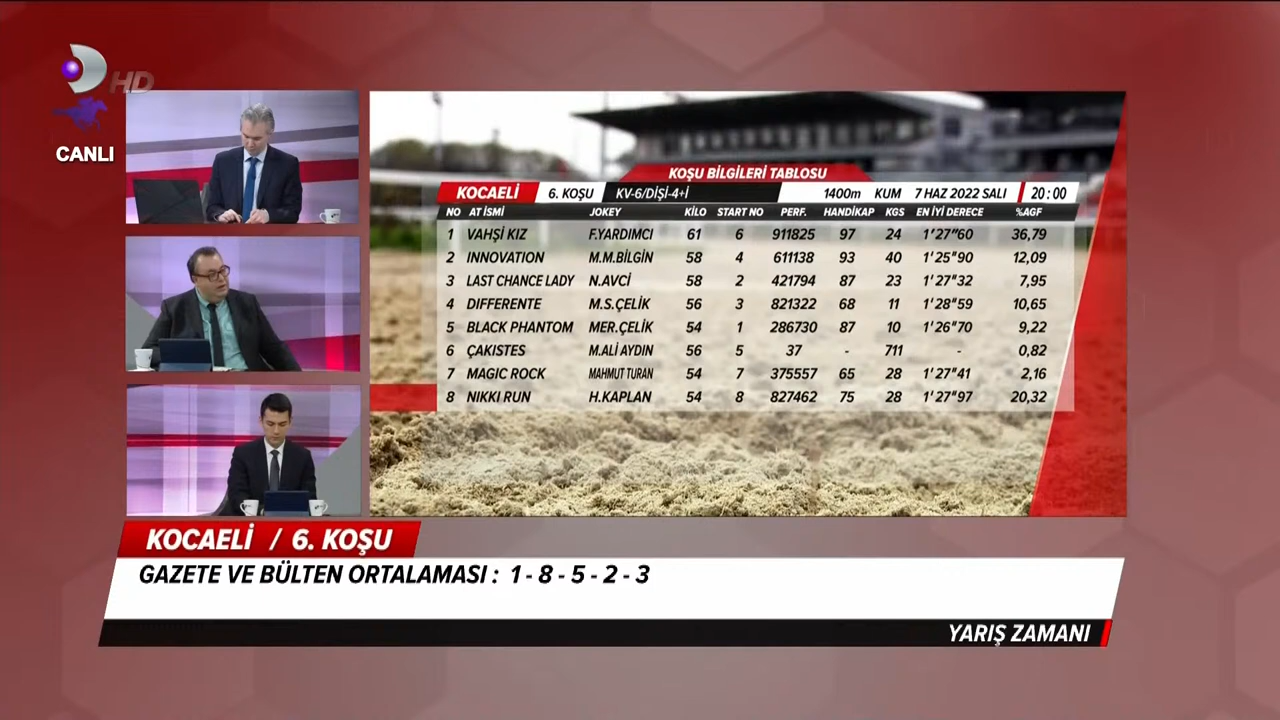 HD
CANLI
KOŞU BİLGİLERİ TABLOSU
KOCAELİ 6. KOŞU KV-6/DİŞİ-4+İ 1400m KUM 7 HAZ 2022 SALI 20:00
NO AT İSMİ JOKEY KİLO START NO PERF. HANDİKAP KGS EN İYİ DERECE %AGF
1 VAHŞİ KIZ F.YARDIMCI 61 6 911825 97 24 1'27"60 36,79
2 INNOVATION M.M.BİLGİN 58 4 611138 93 40 1'25"90 12,09
3 LAST CHANCE LADY N.AVCİ 58 2 421794 87 23 1'27"32 7,95
4 DIFFERENTE M.S.ÇELİK 56 3 821322 68 11 1'28"59 10,65
5 BLACK PHANTOM MER.ÇELİK 54 1 286730 87 10 1'26"70 9,22
6 ÇAKISTES M.ALİ AYDIN 56 5 37 - 711 - 0,82
7 MAGIC ROCK MAHMUT TURAN 54 7 375557 65 28 1'27"41 2,16
8 NIKKI RUN H.KAPLAN 54 8 827462 75 28 1'27"97 20,32
KOCAELİ / 6. KOŞU
GAZETE VE BÜLTEN ORTALAMASI : 1 - 8 - 5 - 2 - 3
YARIŞ ZAMANI